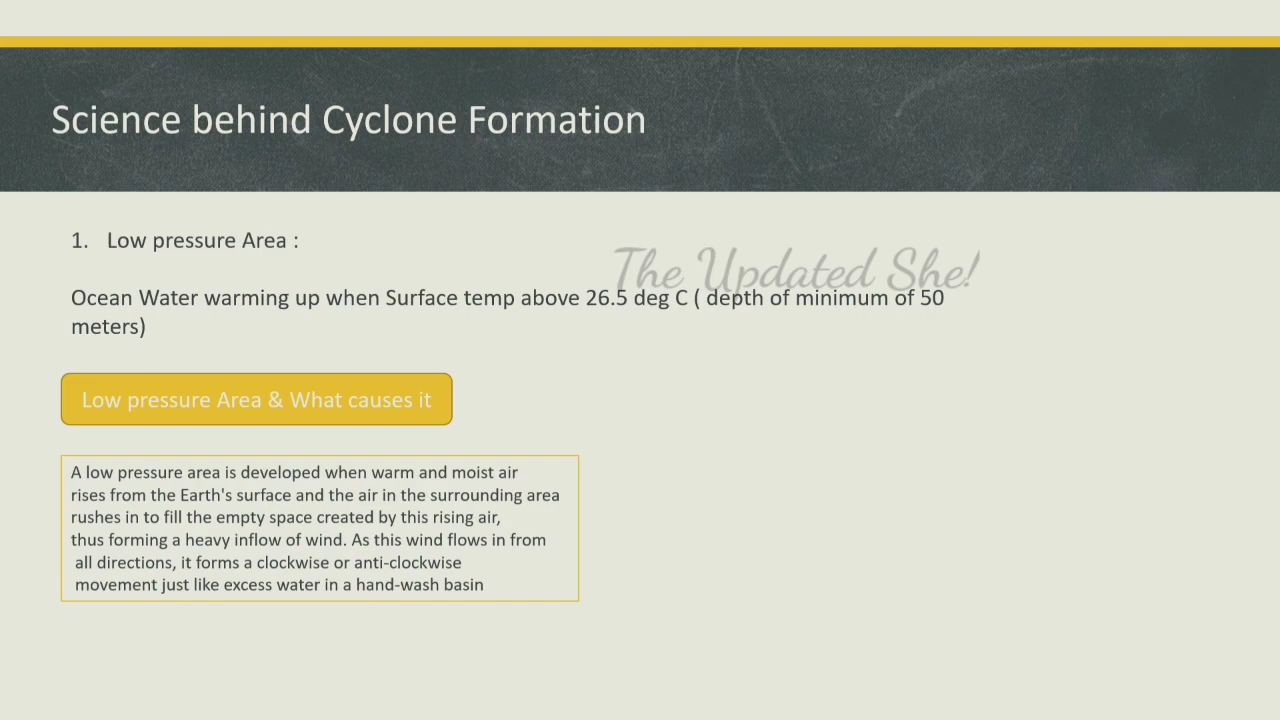 Science behind Cyclone Formation
1. Low pressure Area :
The Updated She!
Ocean Water warming up when Surface temp above 26.5 deg C ( depth of minimum of 50
meters)
Low pressure Area & What causes it
A low pressure area is developed when warm and moist air
rises from the Earth's surface and the air in the surrounding area
rushes in to fill the empty space created by this rising air,
thus forming a heavy inflow of wind. As this wind flows in from
all directions, it forms a clockwise or anti-clockwise
movement just like excess water in a hand-wash basin